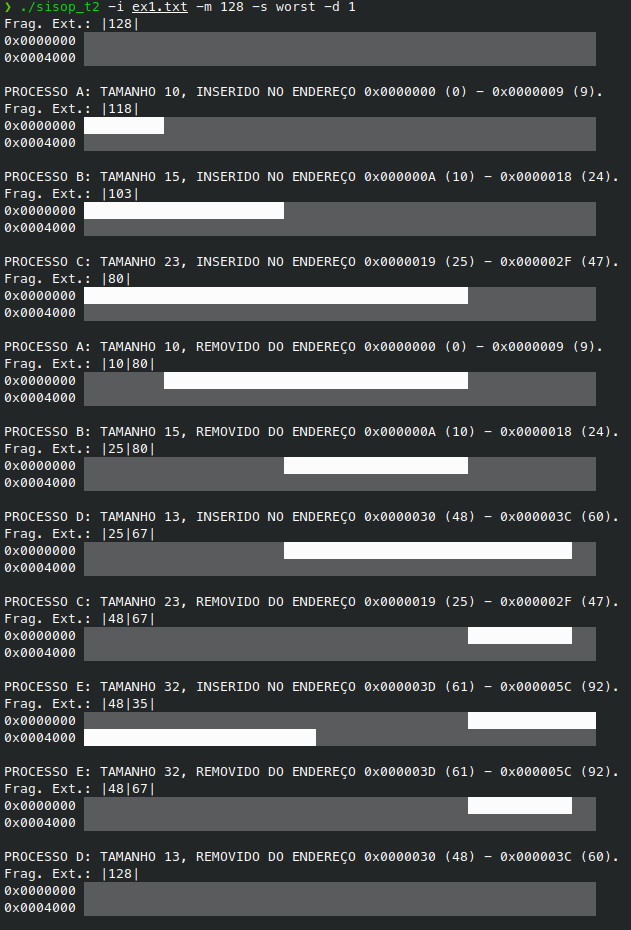 ❯ ./sisop_t2 -i ex1.txt -m 128 -s worst -d 1
Frag. Ext.: |128|
0x0000000
0x0004000
PROCESSO A: TAMANHO 10, INSERIDO NO ENDEREÇO 0x0000000 (0) - 0x0000009 (9).
Frag. Ext.: |118|
0x0000000
0x0004000
PROCESSO B: TAMANHO 15, INSERIDO NO ENDEREÇO 0x000000A (10) - 0x0000018 (24).
Frag. Ext.: |103|
0x0000000
0x0004000
PROCESSO C: TAMANHO 23, INSERIDO NO ENDEREÇO 0x0000019 (25) - 0x000002F (47).
Frag. Ext.: |80|
0x0000000
0x0004000
PROCESSO A: TAMANHO 10, REMOVIDO DO ENDEREÇO 0x0000000 (0) - 0x0000009 (9).
Frag. Ext.: |10|80|
0x0000000
0x0004000
PROCESSO B: TAMANHO 15, REMOVIDO DO ENDEREÇO 0x000000A (10) - 0x0000018 (24).
Frag. Ext.: |25|80|
0x0000000
0x0004000
PROCESSO D: TAMANHO 13, INSERIDO NO ENDEREÇO 0x0000030 (48) - 0x000003C (60).
Frag. Ext.: |25|67|
0x0000000
0x0004000
PROCESSO C: TAMANHO 23, REMOVIDO DO ENDEREÇO 0x0000019 (25) - 0x000002F (47).
Frag. Ext.: |48|67|
0x0000000
0x0004000
PROCESSO E: TAMANHO 32, INSERIDO NO ENDEREÇO 0x000003D (61) - 0x000005C (92).
Frag. Ext.: |48|35|
0x0000000
0x0004000
PROCESSO E: TAMANHO 32, REMOVIDO DO ENDEREÇO 0x000003D (61) - 0x000005C (92).
Frag. Ext.: |48|67|
0x0000000
0x0004000
PROCESSO D: TAMANHO 13, REMOVIDO DO ENDEREÇO 0x0000030 (48) - 0x000003C (60).
Frag. Ext.: |128|
0x0000000
0x0004000